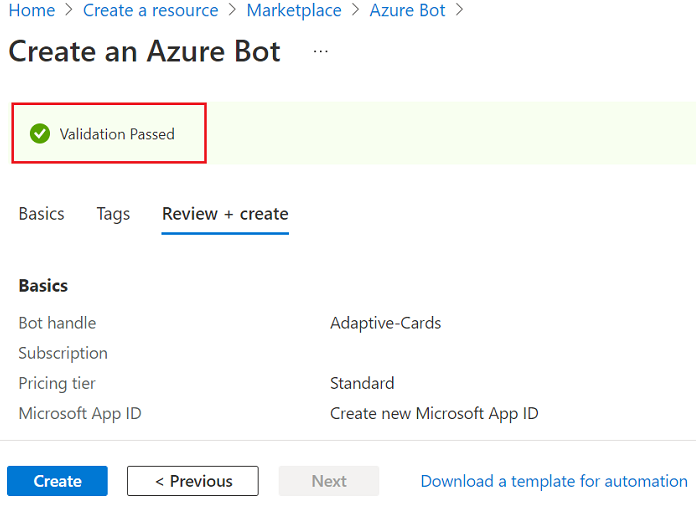 Home > Create a resource > Marketplace > Azure Bot >
Create an Azure Bot ...
Validation Passed
Basics Tags Review + create
Basics
Bot handle Adaptive-Cards
Subscription
Pricing tier Standard
Microsoft App ID Create new Microsoft App ID
Create < Previous Next Download a template for automation